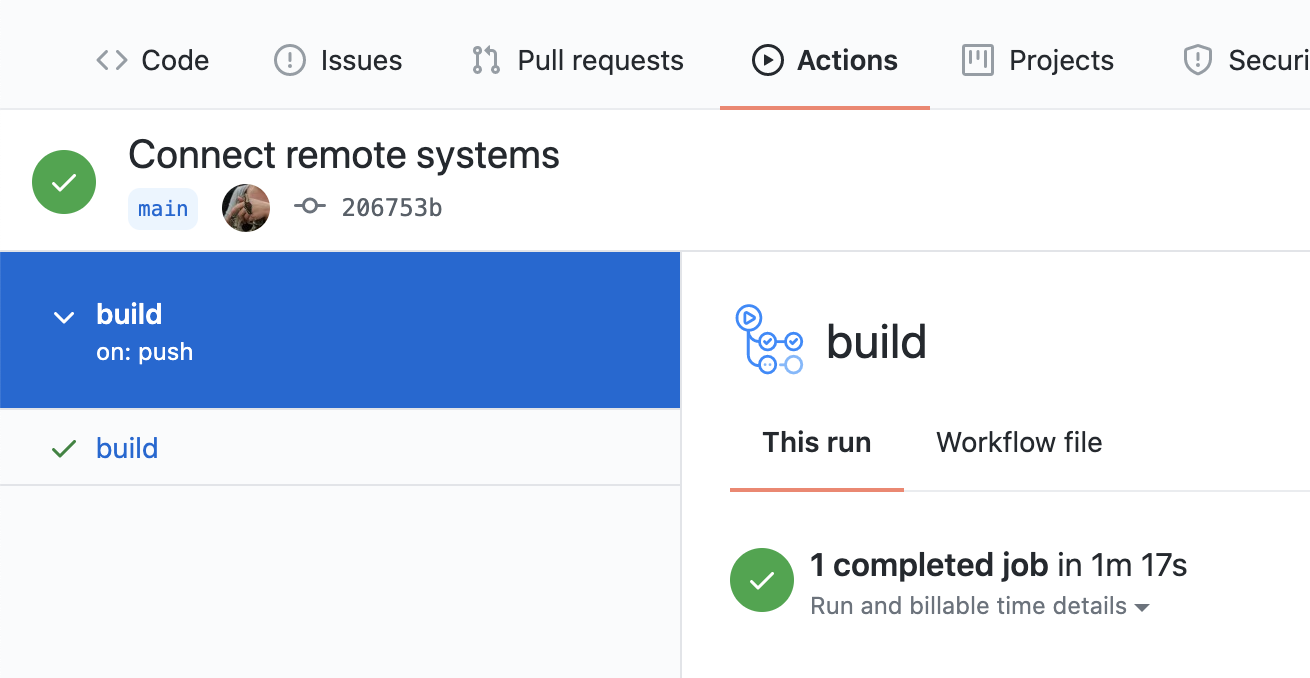 Code Issues Pull requests Actions Projects
Connect remote systems
main 206753b
build
on: push
build
build
This run Workflow file
1 completed job in 1m 17s
Run and billable time details